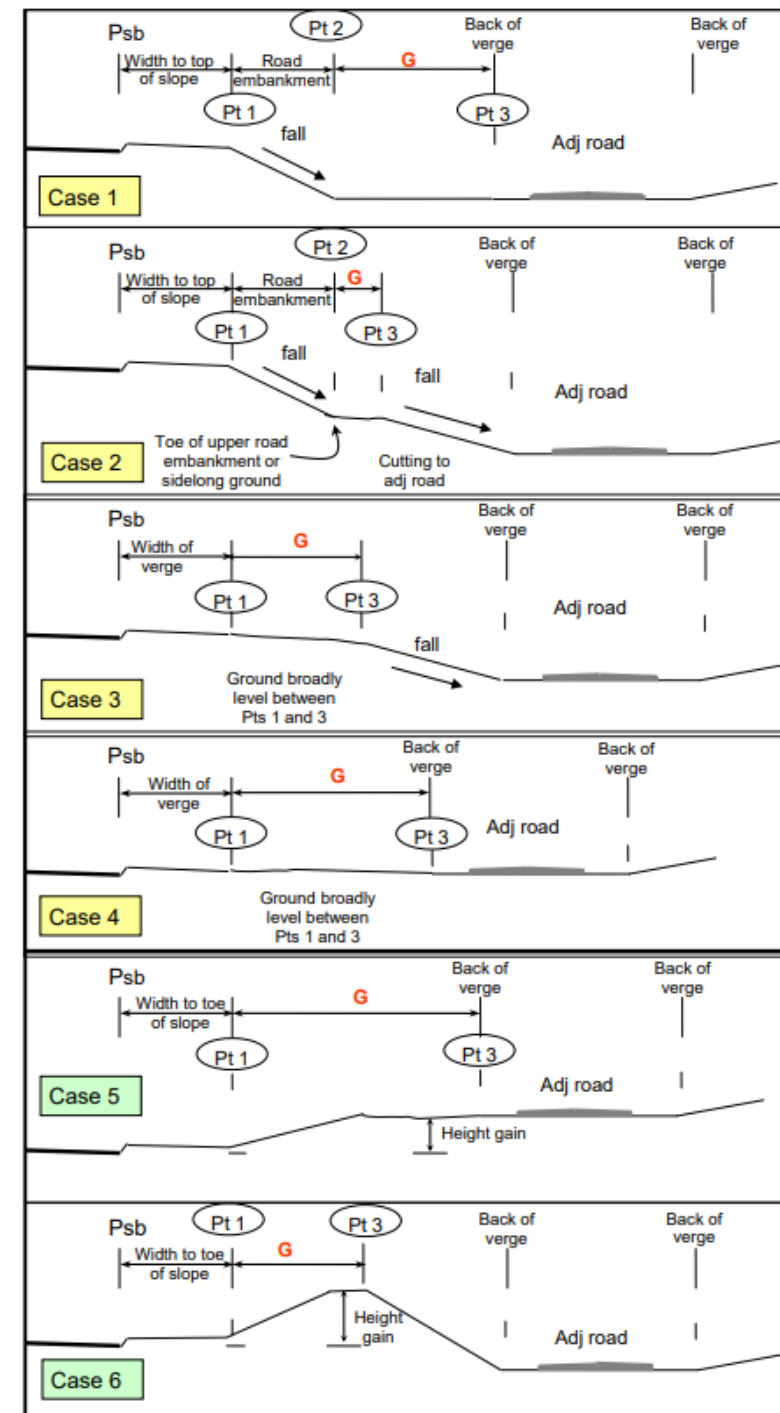 Pt 2
Psb
Back of
verge
Back of
verge
Width to top
of slope
Road
embankment
G
Pt 1
Pt 3
fall
Adj road
Case 1
Pt 2
Psb
Back of
verge
Back of
verge
Width to top
of slope
Road
embankment
G
Pt 1
Pt 3
fall
fall
Adj road
Toe of upper road
embankment or
sidelong ground
Cutting to
adj road
Case 2
Psb
Back of
verge
Back of
verge
Width of
verge
G
Pt 1
Pt 3
Adj road
fall
Ground broadly
level between
Pts 1 and 3
Case 3
Psb
Back of
verge
Back of
verge
Width of
verge
G
Pt 1
Pt 3
Adj road
Ground broadly
level between
Pts 1 and 3
Case 4
Psb
Back of
verge
Back of
verge
Width to toe
of slope
G
Pt 1
Pt 3
Adj road
Case 5
Height gain
Psb
Pt 1
Pt 3
Back of
verge
Back of
verge
Width to toe
of slope
G
Height
gain
Adj road
Case 6